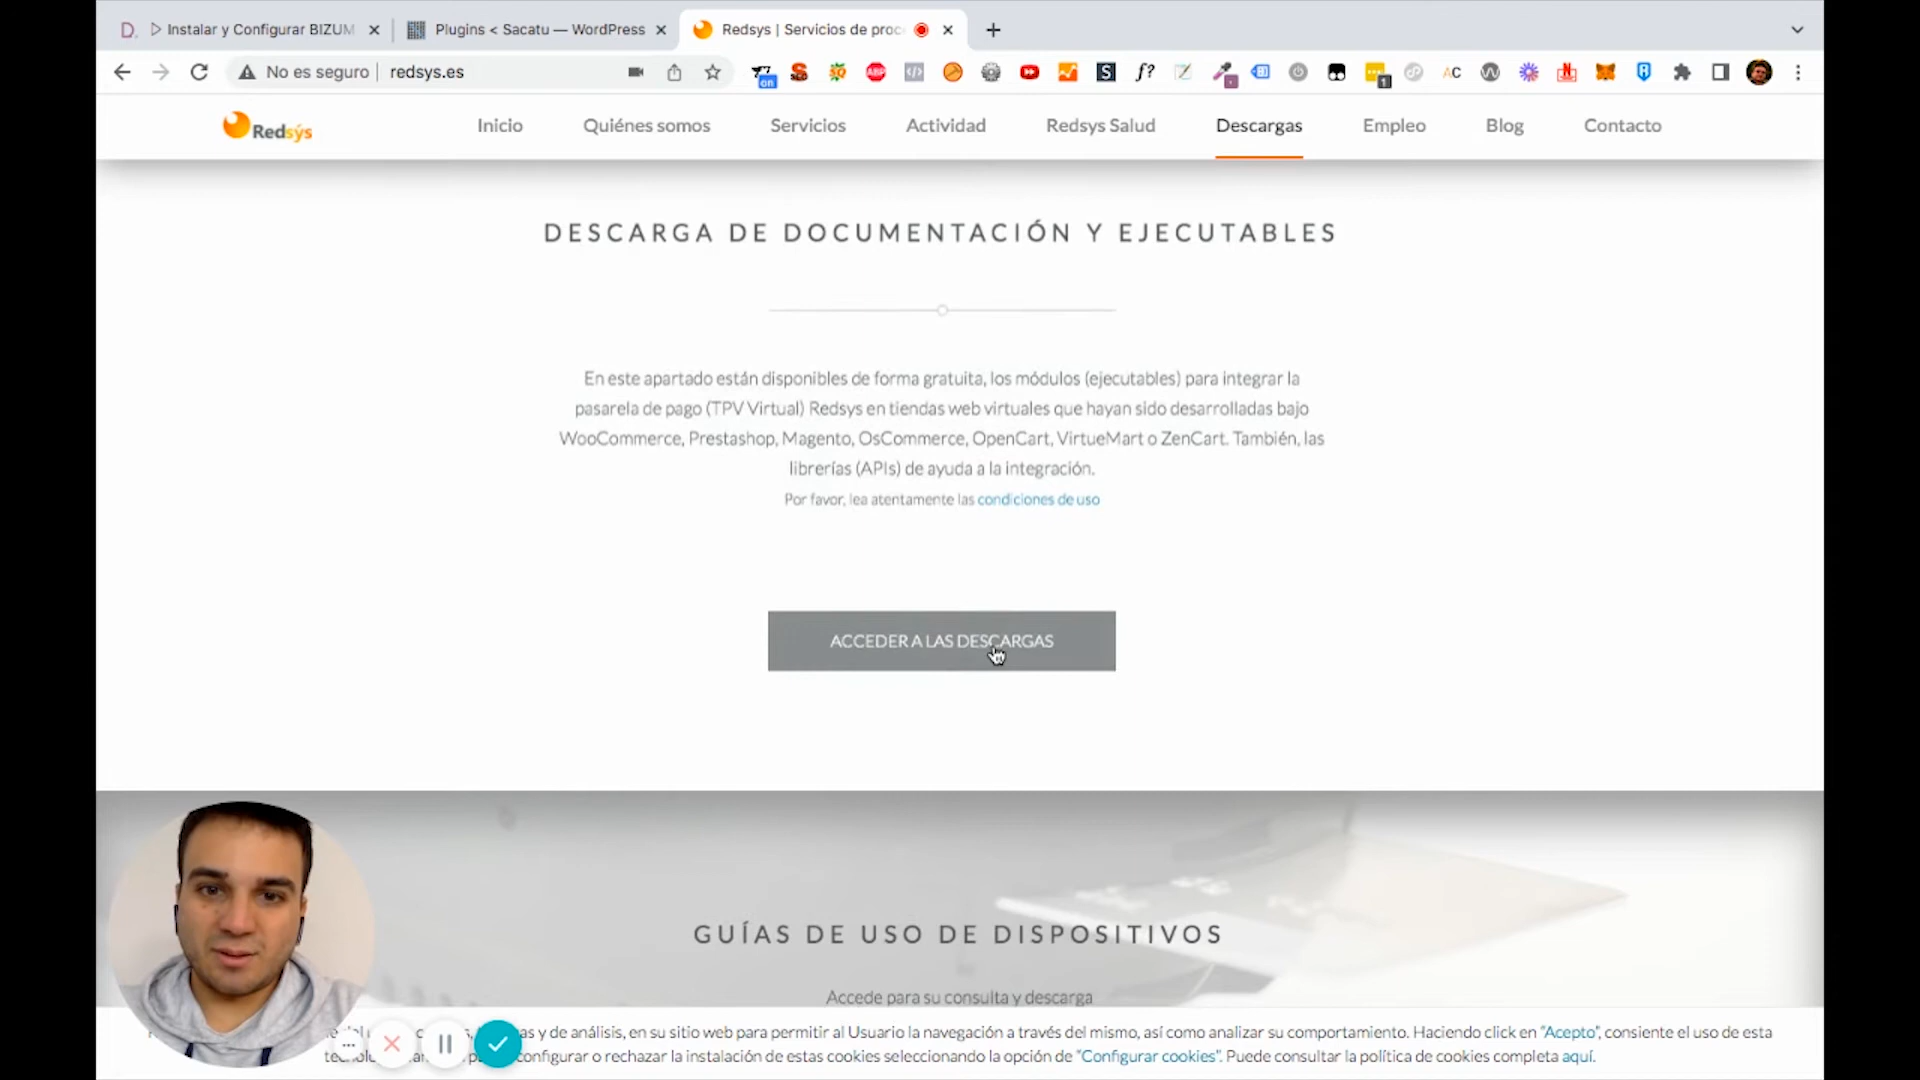 Instalar y Configurar BIZUM
Plugins < Sacatu — WordPress
Redsys | Servicios de proc
No es seguro
redsys.es
on
ABP
S
f?
1
AC
Redsýs
Inicio
Quiénes somos
Servicios
Actividad
Redsys Salud
Descargas
Empleo
Blog
Contacto
DESCARGA DE DOCUMENTACIÓN Y EJECUTABLES
En este apartado están disponibles de forma gratuita, los módulos (ejecutables) para integrar la
pasarela de pago (TPV Virtual) Redsys en tiendas web virtuales que hayan sido desarrolladas bajo
WooCommerce, Prestashop, Magento, OsCommerce, OpenCart, VirtueMart o ZenCart. También, las
librerías (APIs) de ayuda a la integración.
Por favor, lea atentamente las condiciones de uso
ACCEDER A LAS DESCARGAS
GUÍAS DE USO DE DISPOSITIVOS
Accede para su consulta y descarga
y de análisis, en su sitio web para permitir al Usuario la navegación a través del mismo, así como analizar su comportamiento. Haciendo click en "Acepto", consiente el uso de esta
configurar o rechazar la instalación de estas cookies seleccionando la opción de "Configurar cookies". Puede consultar la política de cookies completa aquí.